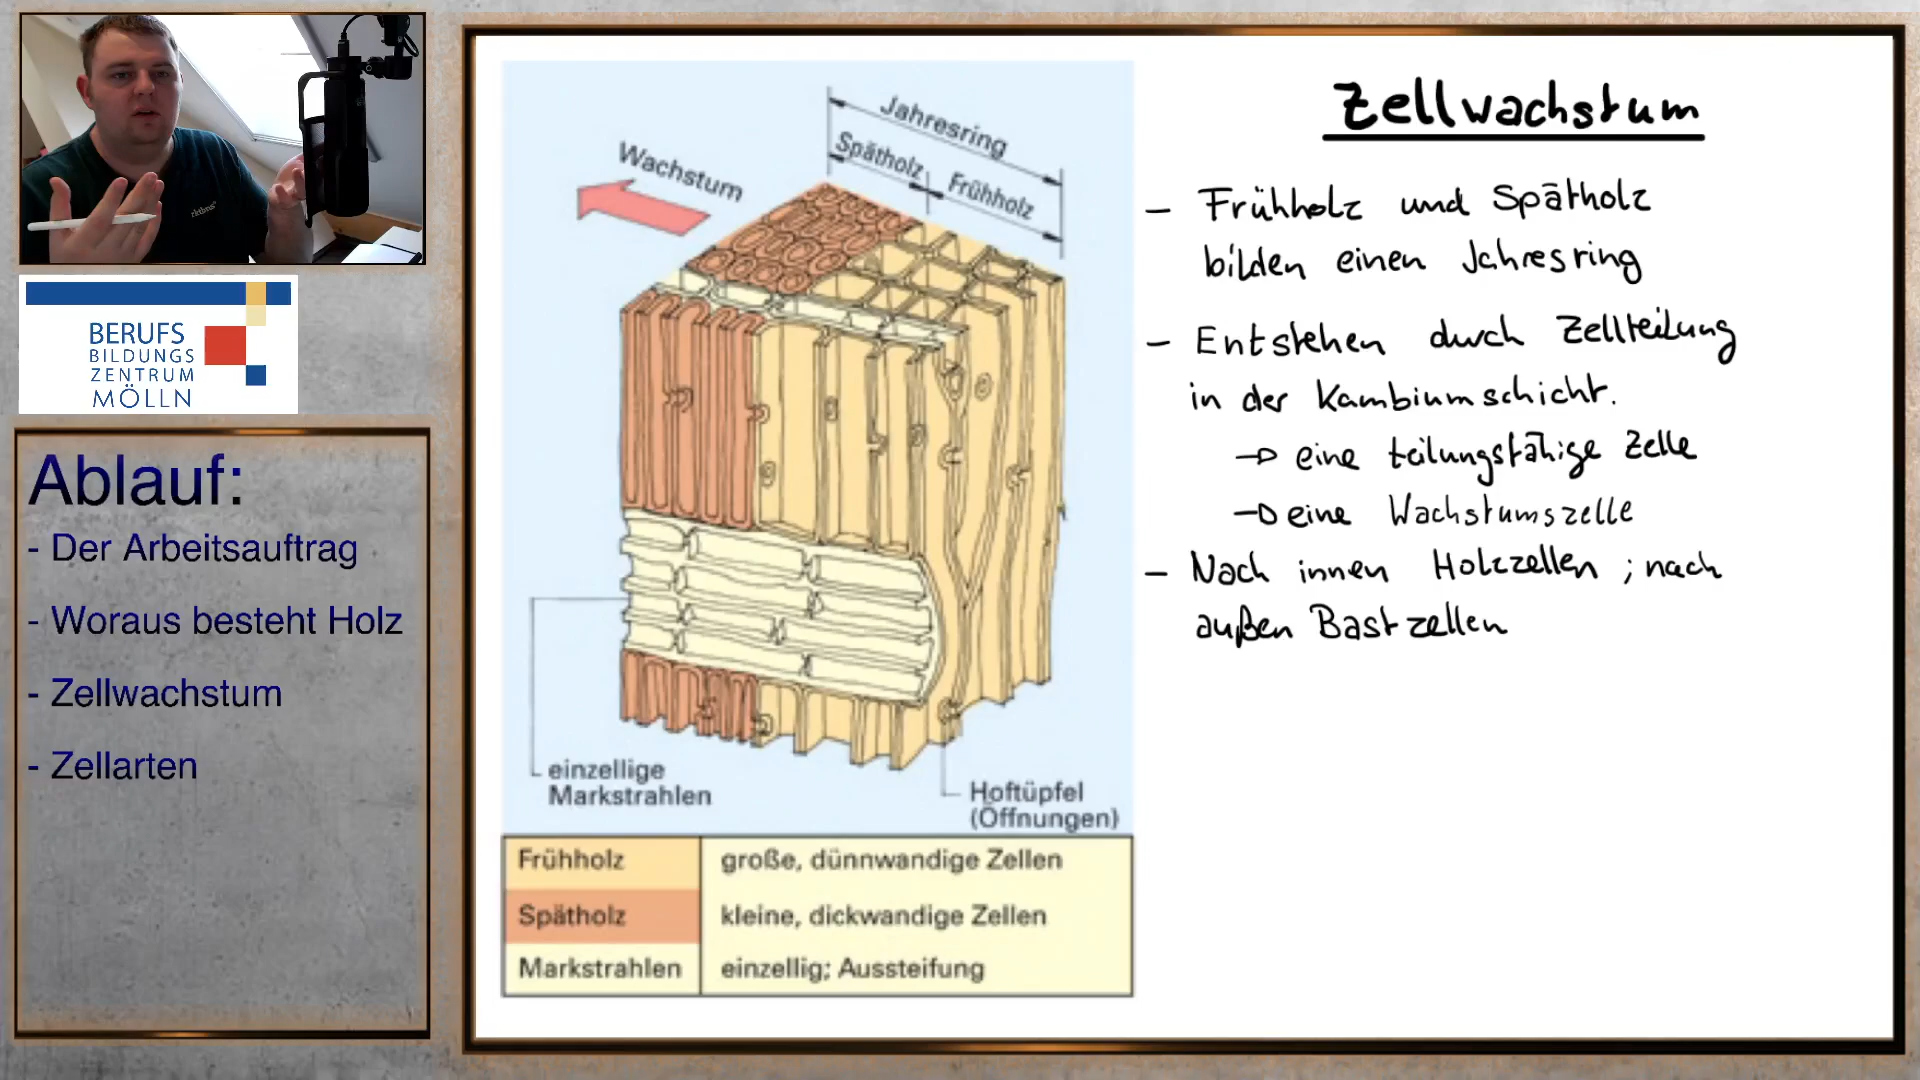 BERUFS
BILDUNGS
ZENTRUM
MÖLLN
Ablauf:
- Der Arbeitsauftrag
- Woraus besteht Holz
- Zellwachstum
- Zellarten
Jahresring
Spätholz
Frühholz
Wachstum
einzellige
Markstrahlen
Hoftüpfel
(Öffnungen)
Frühholz große, dünnwandige Zellen
Spätholz kleine, dickwandige Zellen
Markstrahlen einzellig; Aussteifung
Zellwachstum
- Frühholz und Spätholz
bilden einen Jahresring
- Entstehen durch Zellteilung
in der Kambiumschicht.
→ eine teilungsfähige Zelle
→ eine Wachstumszelle
- Nach innen Holzzellen ; nach
außen Bastzellen